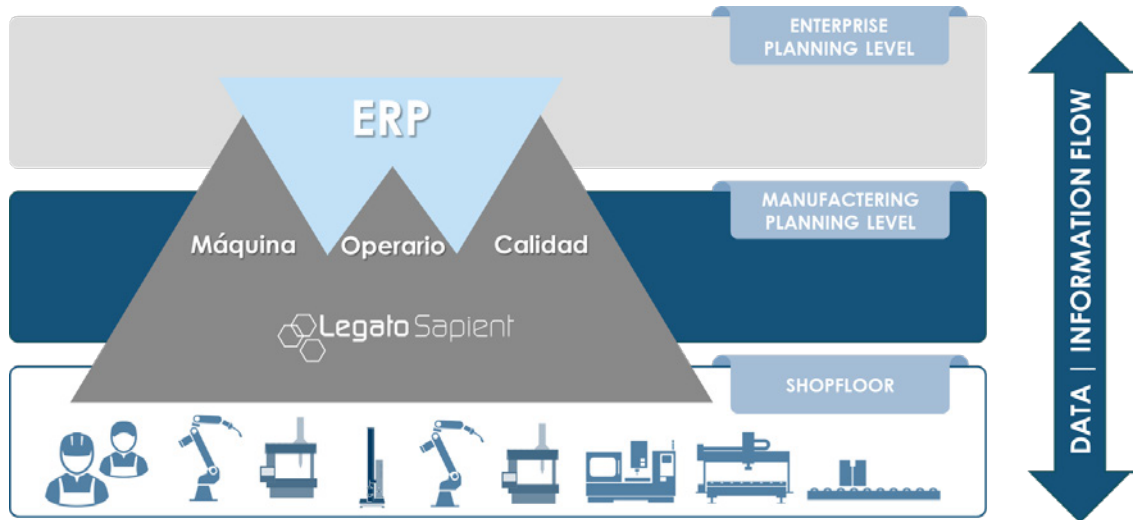 ENTERPRISE
PLANNING LEVEL
ERP
MANUFACTERING
PLANNING LEVEL
Máquina
Operario
Calidad
Legato Sapient
SHOPFLOOR
DATA | INFORMATION FLOW